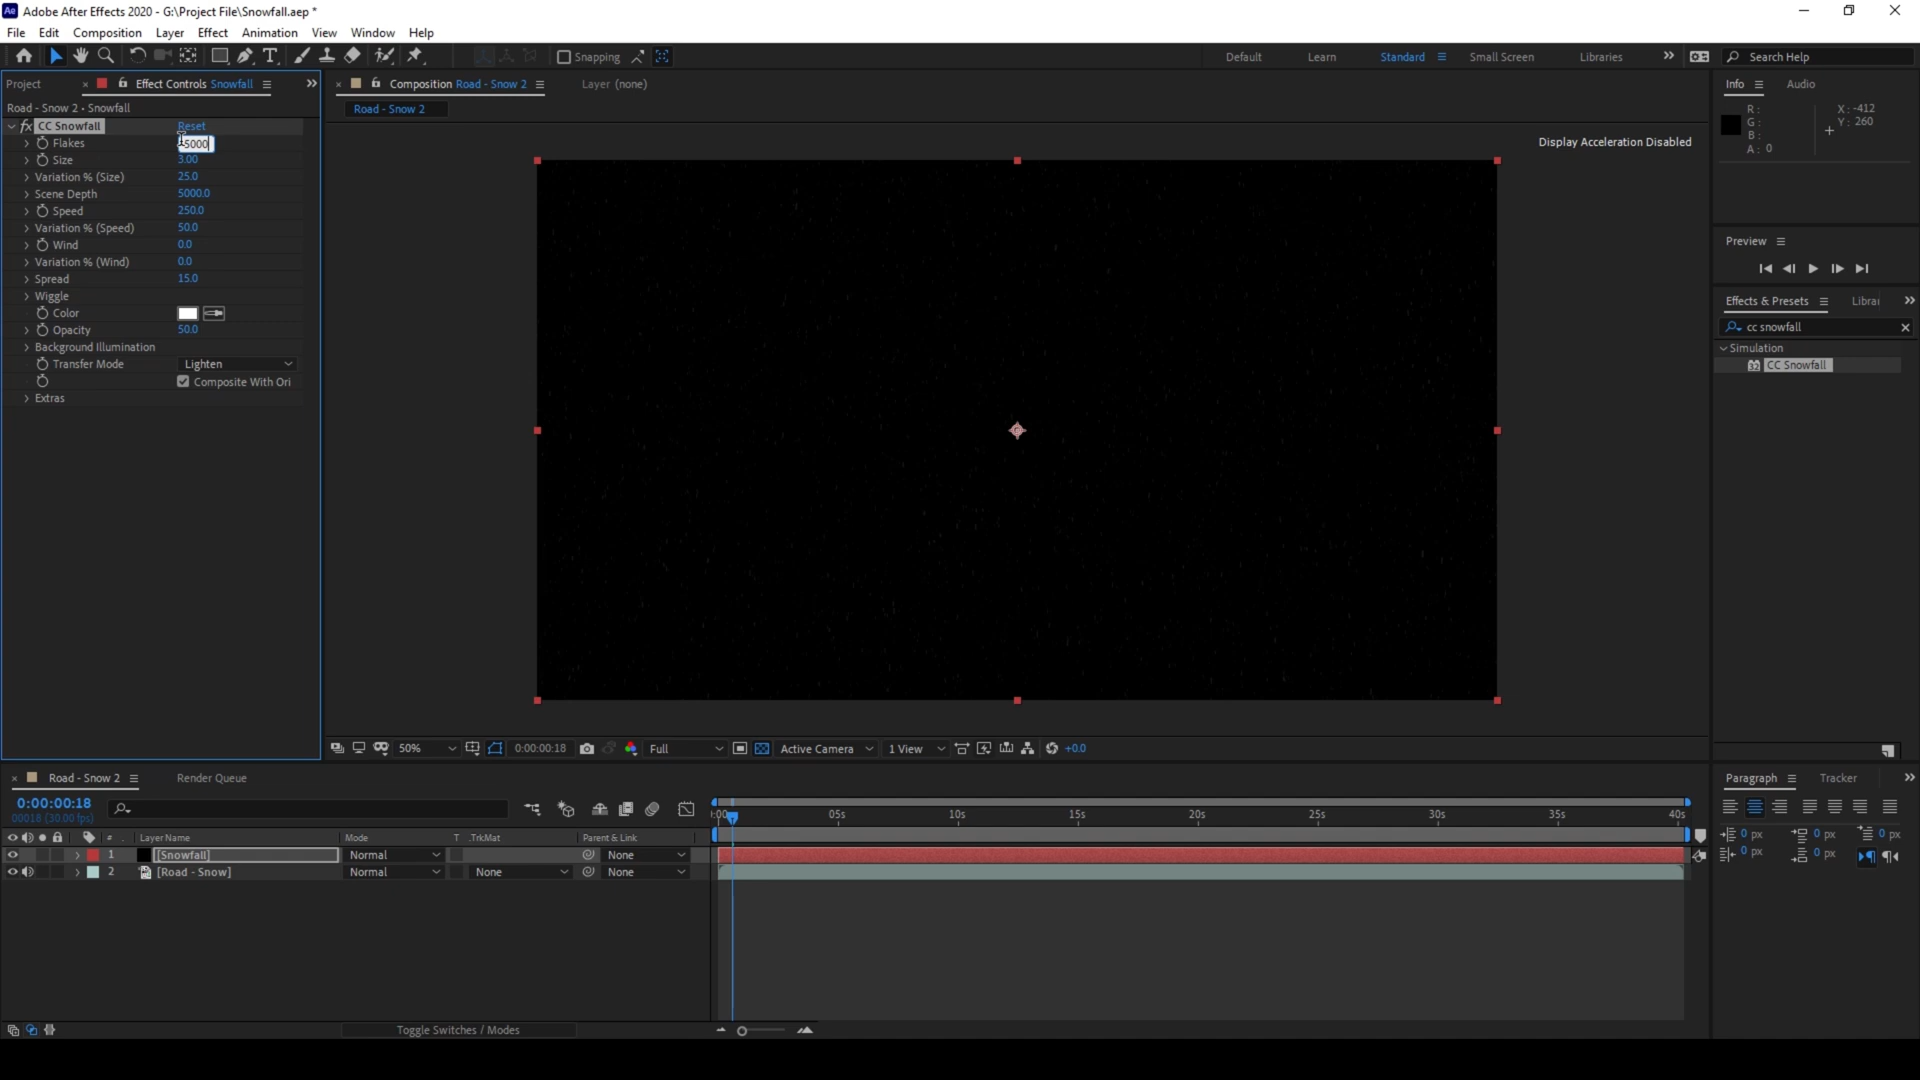 Adobe After Effects 2020 - G:\Project File\Snowfall.aep *
File Edit Composition Layer Effect Animation View Window Help
Snapping Default Learn Standard Small Screen Libraries Search Help
Project Effect Controls Snowfall
Road - Snow 2 • Snowfall
fx CC Snowfall Reset
Flakes 5000
Size 3.00
Variation % (Size) 25.0
Scene Depth 5000.0
Speed 250.0
Variation % (Speed) 50.0
Wind 0.0
Variation % (Wind) 0.0
Spread 15.0
Wiggle
Color
Opacity 50.0
Background Illumination
Transfer Mode Lighten
Composite With Ori
Extras
Composition Road - Snow 2 Layer (none)
Road - Snow 2
Display Acceleration Disabled
50% 0:00:00:18 Full Active Camera 1 View +0.0
Info Audio
R: X: -412
G: Y: 260
B:
A: 0
Preview
Effects & Presets Librai
cc snowfall
Simulation
32 CC Snowfall
Road - Snow 2 Render Queue
0:00:00:18
00018 (30.00 fps)
# Layer Name Mode T .TrkMat Parent & Link
1 [Snowfall] Normal None
2 [Road - Snow] Normal None None
:00 05s 10s 15s 20s 25s 30s 35s 40s
Toggle Switches / Modes
Paragraph Tracker
0 px 0 px 0 px
0 px 0 px